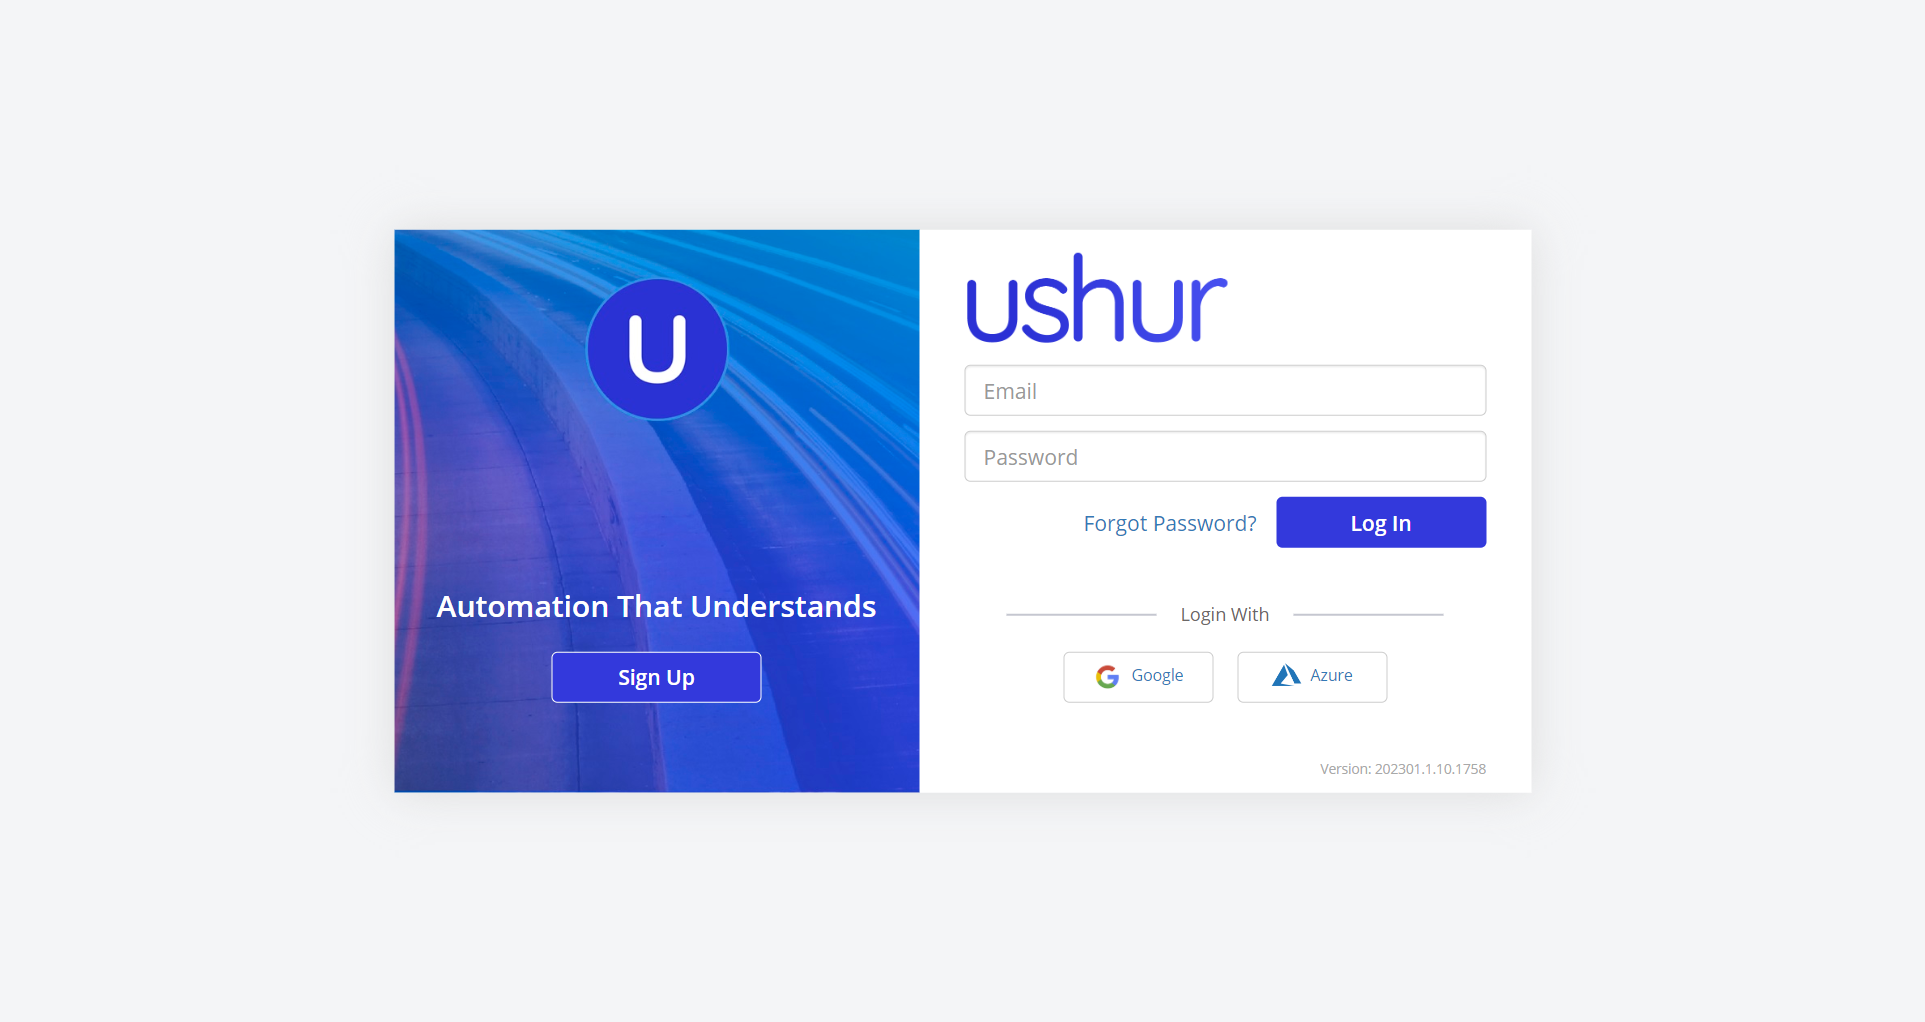 U
Automation That Understands
Sign Up
ushur
Email
Password
Forgot Password?
Log In
Login With
Google
Azure
Version: 202301.1.10.1758